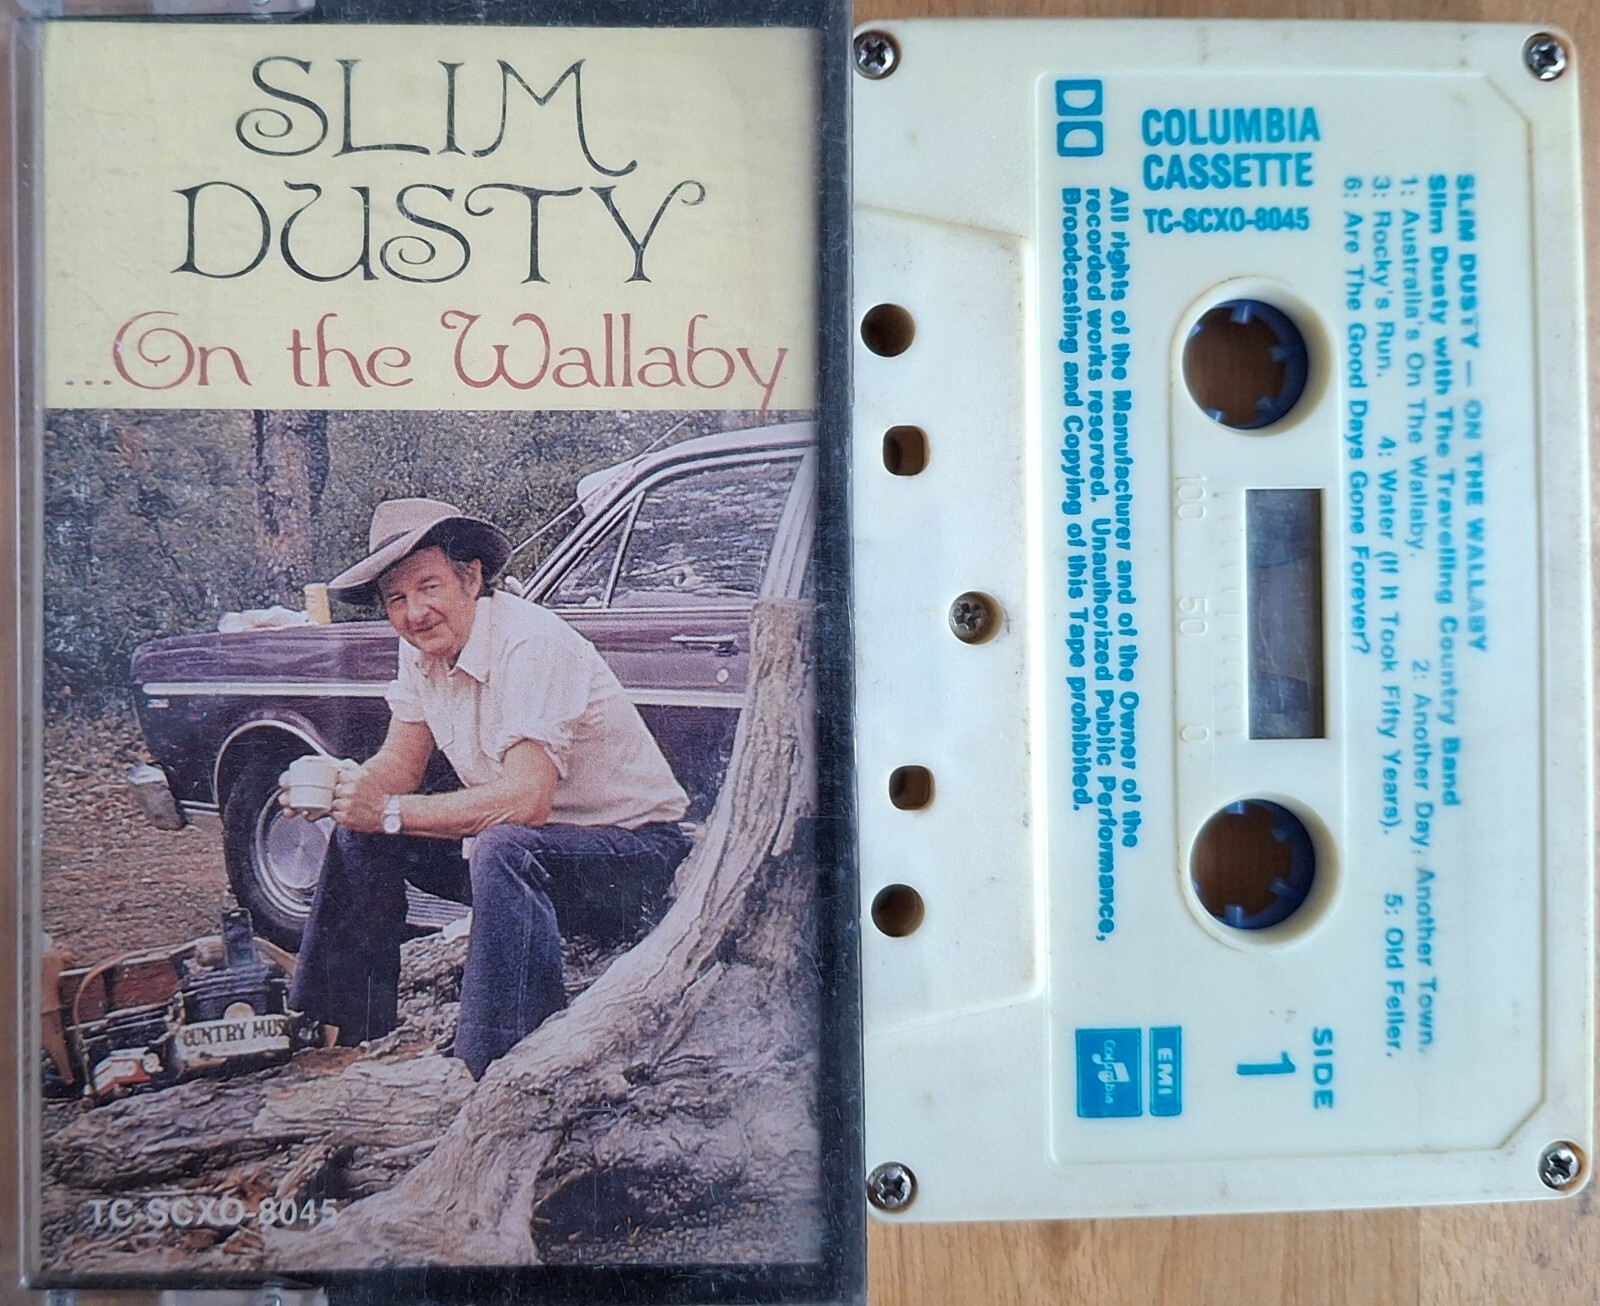 SLIM
DUSTY
...On the Wallaby
COUNTRY MUSI
TC-SCXO-8045
COLUMBIA
CASSETTE
TC-SCXO-8045
SLIM DUSTY — ON THE WALLABY
Slim Dusty with The Travelling Country Band
1: Australia's On The Wallaby. 2: Another Day, Another Town.
3: Rocky's Run. 4: Water (If It Took Fifty Years). 5: Old Feller.
6: Are The Good Days Gone Forever?
All rights of the Manufacturer and of the Owner of the
recorded works reserved. Unauthorized Public Performance,
Broadcasting and Copying of this Tape prohibited.
100 50 0
SIDE
1
EMI
Columbia